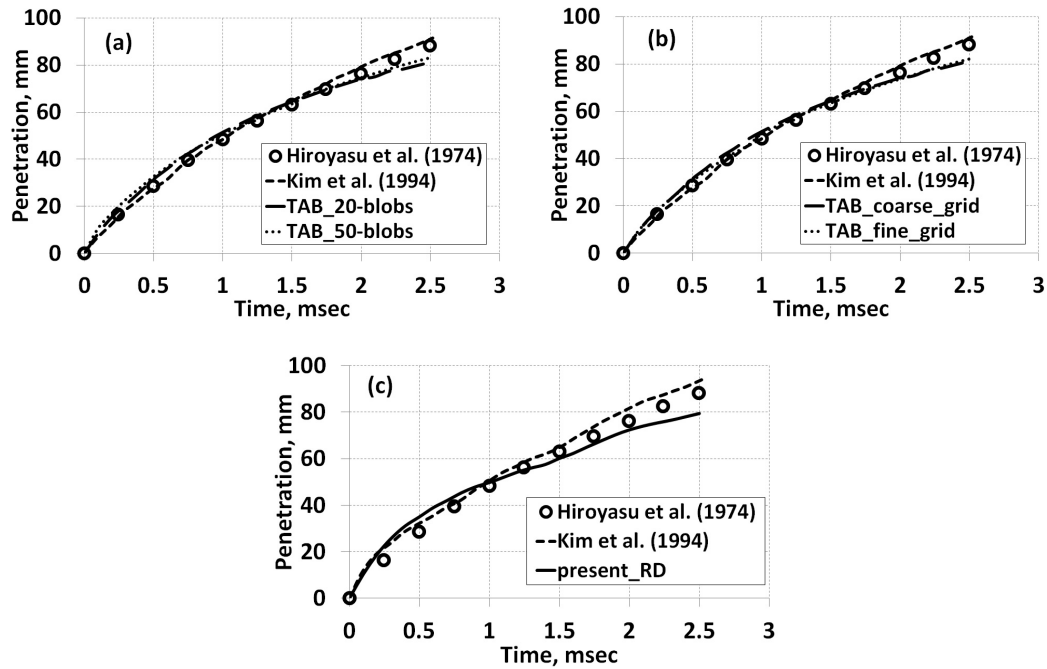 (a)
100
80
60
40
20
0
Penetration, mm
Hiroyasu et al. (1974)
Kim et al. (1994)
TAB_20-blobs
TAB_50-blobs
0 0.5 1 1.5 2 2.5 3
Time, msec
(b)
100
80
60
40
20
0
Penetration, mm
Hiroyasu et al. (1974)
Kim et al. (1994)
TAB_coarse_grid
TAB_fine_grid
0 0.5 1 1.5 2 2.5 3
Time, msec
(c)
100
80
60
40
20
0
Penetration, mm
Hiroyasu et al. (1974)
Kim et al. (1994)
present_RD
0 0.5 1 1.5 2 2.5 3
Time, msec